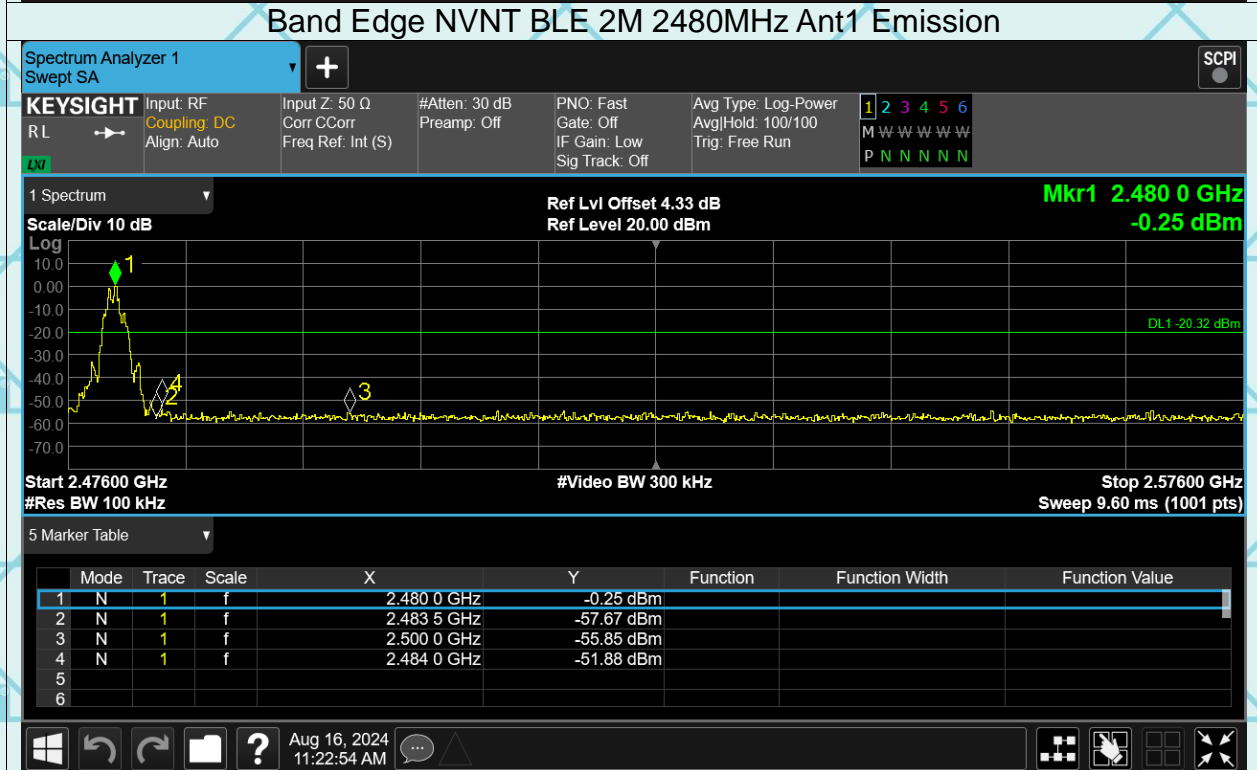 Band Edge NVNT BLE 2M 2480MHz Ant1 Emission
Spectrum Analyzer 1
Swept SA
+
SCPI
KEYSIGHT
RL
LXI
Input: RF
Coupling: DC
Align: Auto
Input Z: 50 Ω
Corr CCorr
Freq Ref: Int (S)
#Atten: 30 dB
Preamp: Off
PNO: Fast
Gate: Off
IF Gain: Low
Sig Track: Off
Avg Type: Log-Power
Avg|Hold: 100/100
Trig: Free Run
1 2 3 4 5 6
M W W W W W
P N N N N N
1 Spectrum
Scale/Div 10 dB
Ref Lvl Offset 4.33 dB
Ref Level 20.00 dBm
Mkr1 2.480 0 GHz
-0.25 dBm
Log
10.0
0.00
-10.0
-20.0
-30.0
-40.0
-50.0
-60.0
-70.0
1
4
2
3
DL1 -20.32 dBm
Start 2.47600 GHz
#Res BW 100 kHz
#Video BW 300 kHz
Stop 2.57600 GHz
Sweep 9.60 ms (1001 pts)
5 Marker Table
Mode Trace Scale X Y Function Function Width Function Value
1 N 1 f 2.480 0 GHz -0.25 dBm
2 N 1 f 2.483 5 GHz -57.67 dBm
3 N 1 f 2.500 0 GHz -55.85 dBm
4 N 1 f 2.484 0 GHz -51.88 dBm
5
6
?
Aug 16, 2024
11:22:54 AM